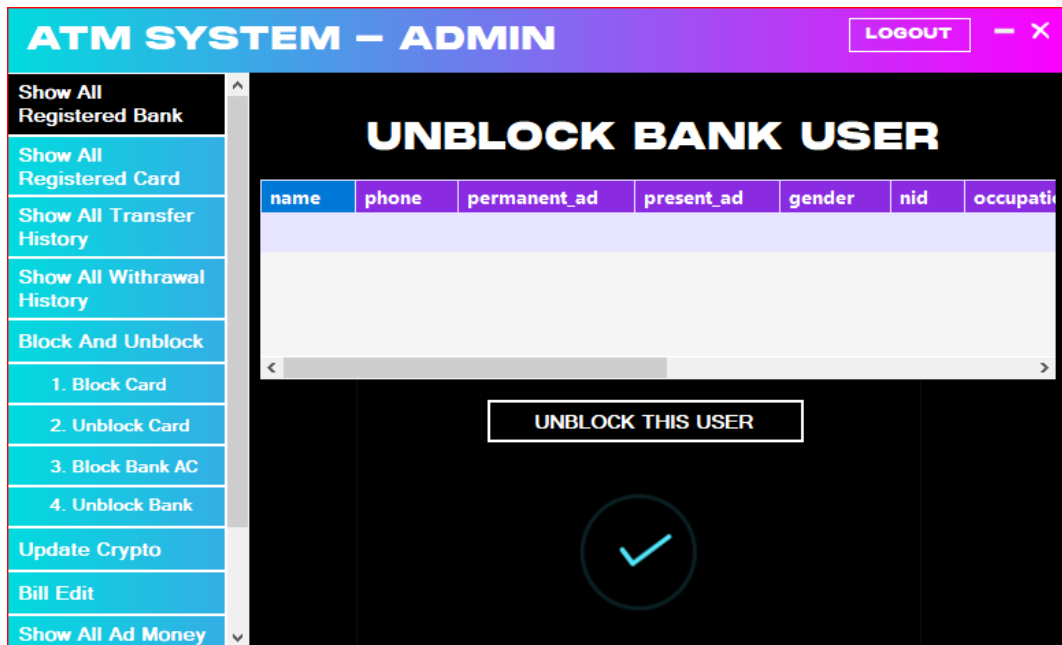 ATM SYSTEM – ADMIN
LOGOUT
Show All
Registered Bank
Show All
Registered Card
Show All Transfer
History
Show All Withrawal
History
Block And Unblock
1. Block Card
2. Unblock Card
3. Block Bank AC
4. Unblock Bank
Update Crypto
Bill Edit
Show All Ad Money
UNBLOCK BANK USER
name phone permanent_ad present_ad gender nid occupati
UNBLOCK THIS USER